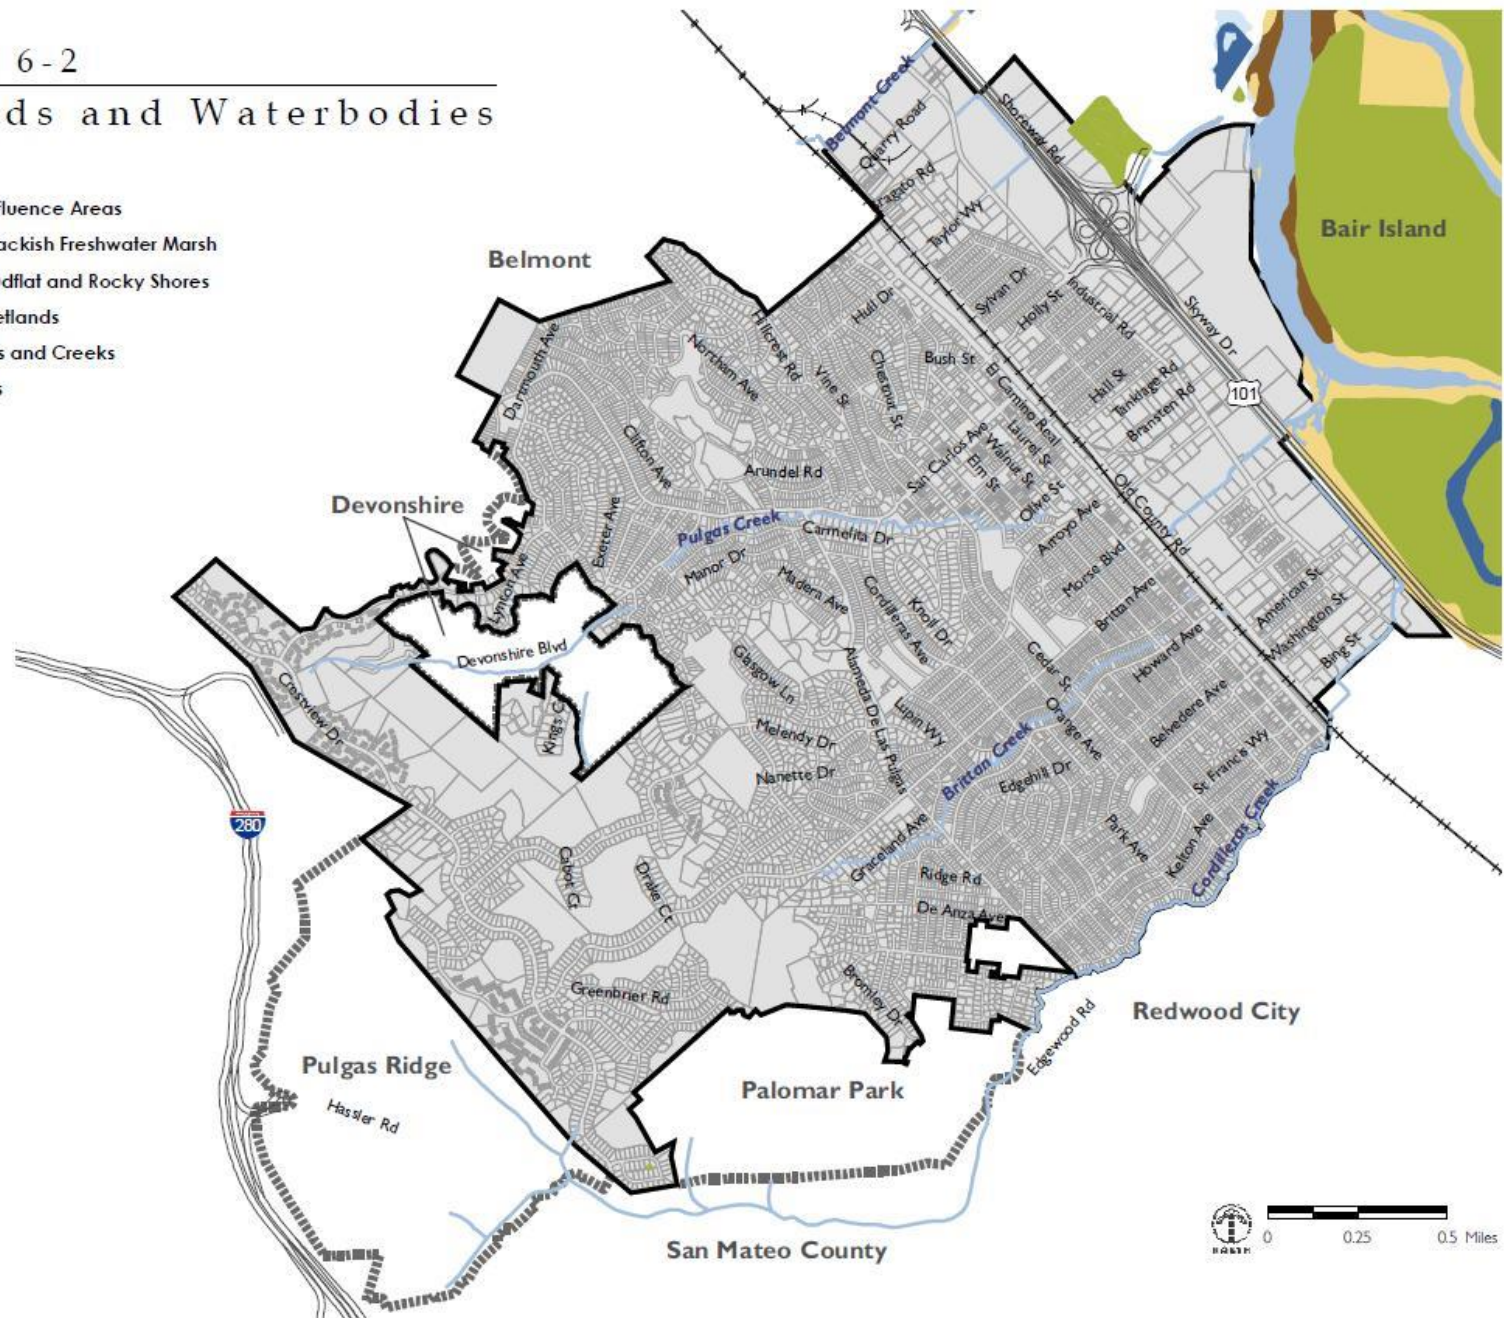 6-2
ds and Waterbodies
fluence Areas
ackish Freshwater Marsh
dflat and Rocky Shores
etlands
s and Creeks
s
Belmont Creek
Quarry Road
ragato Rd
Taylor Wy
Shoreway Rd
Bair Island
Belmont
Sylvan Dr
Holly St
Industrial Rd
Skyway Dr
Hull Dr
Hillcrest Rd
Northam Ave
Vine St
Chestnut St
Bush St
El Camino Real
Hall St
Tanklage Rd
Bransten Rd
101
Dartmouth Ave
Clifton Ave
Arundel Rd
San Carlos Ave
Laurel St
Walnut St
Elm St
Olive St
Old County Rd
Devonshire
Exeter Ave
Pulgas Creek
Carmelita Dr
Arroyo Ave
Morse Blvd
Brittan Ave
American St
Washington St
Bing St
Lynton Ave
Manor Dr
Madera Ave
Cordilleras Ave
Knoll Dr
Devonshire Blvd
Glasgow Ln
Alameda De Las Pulgas
Cedar St
Howard Ave
Orange Ave
Belvedere Ave
Crestview Dr
Kings Ct
Melendy Dr
Lupin Wy
Nanette Dr
Brittan Creek
Edgehill Dr
St Francis Wy
280
Graceland Ave
Park Ave
Kelton Ave
Cordilleras Creek
Cabot Ct
Drake Ct
Ridge Rd
De Anza Ave
Greenbrier Rd
Bromley Dr
Edgewood Rd
Redwood City
Pulgas Ridge
Hassler Rd
Palomar Park
San Mateo County
NORTH
0 0.25 0.5 Miles